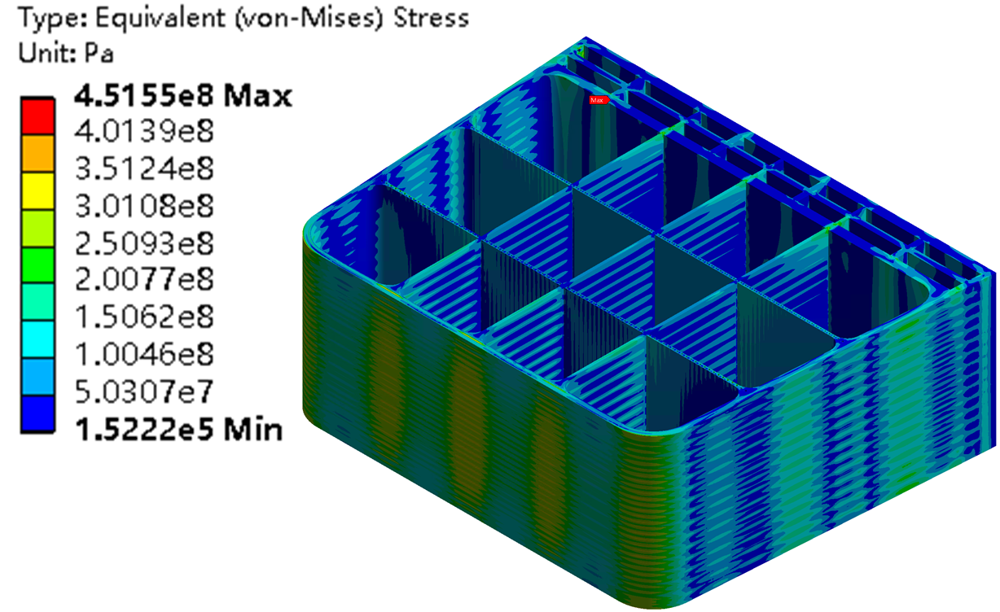 Type: Equivalent (von-Mises) Stress
Unit: Pa
4.5155e8 Max
4.0139e8
3.5124e8
3.0108e8
2.5093e8
2.0077e8
1.5062e8
1.0046e8
5.0307e7
1.5222e5 Min
Max